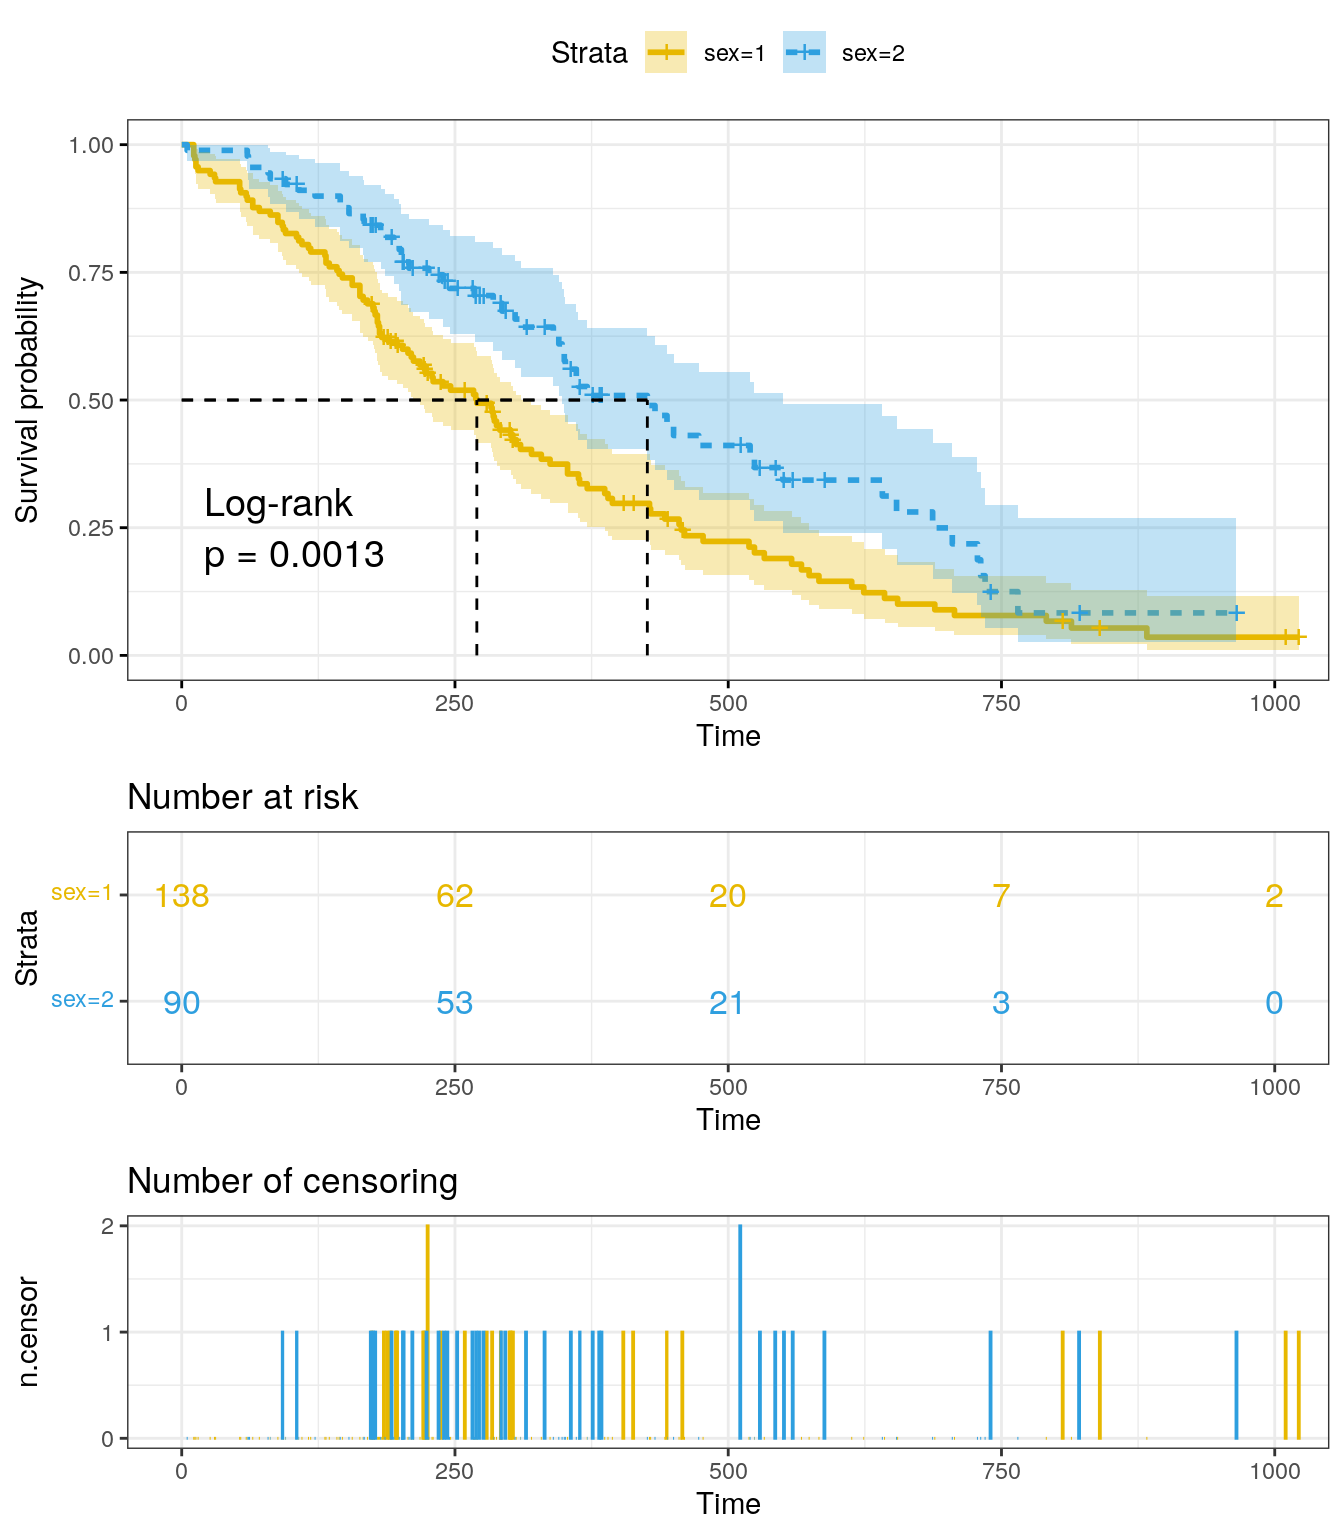 Strata sex=1 sex=2
1.00
0.75
0.50
0.25
0.00
Survival probability
Log-rank
p = 0.0013
0 250 500 750 1000
Time
Number at risk
Strata
sex=1 138 62 20 7 2
sex=2 90 53 21 3 0
0 250 500 750 1000
Time
Number of censoring
n.censor
2
1
0
0 250 500 750 1000
Time